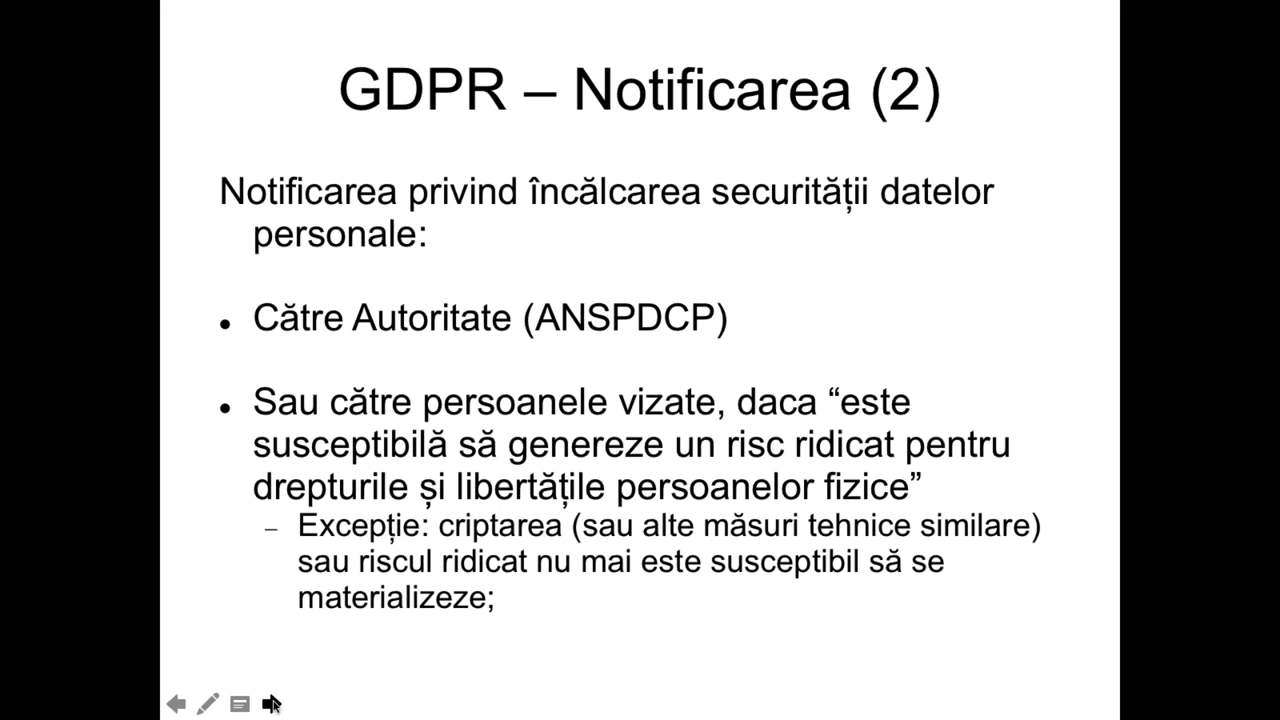 GDPR – Notificarea (2)
Notificarea privind încălcarea securității datelor
personale:
● Către Autoritate (ANSPDCP)
● Sau către persoanele vizate, daca “este
susceptibilă să genereze un risc ridicat pentru
drepturile și libertățile persoanelor fizice”
– Excepție: criptarea (sau alte măsuri tehnice similare)
sau riscul ridicat nu mai este susceptibil să se
materializeze;